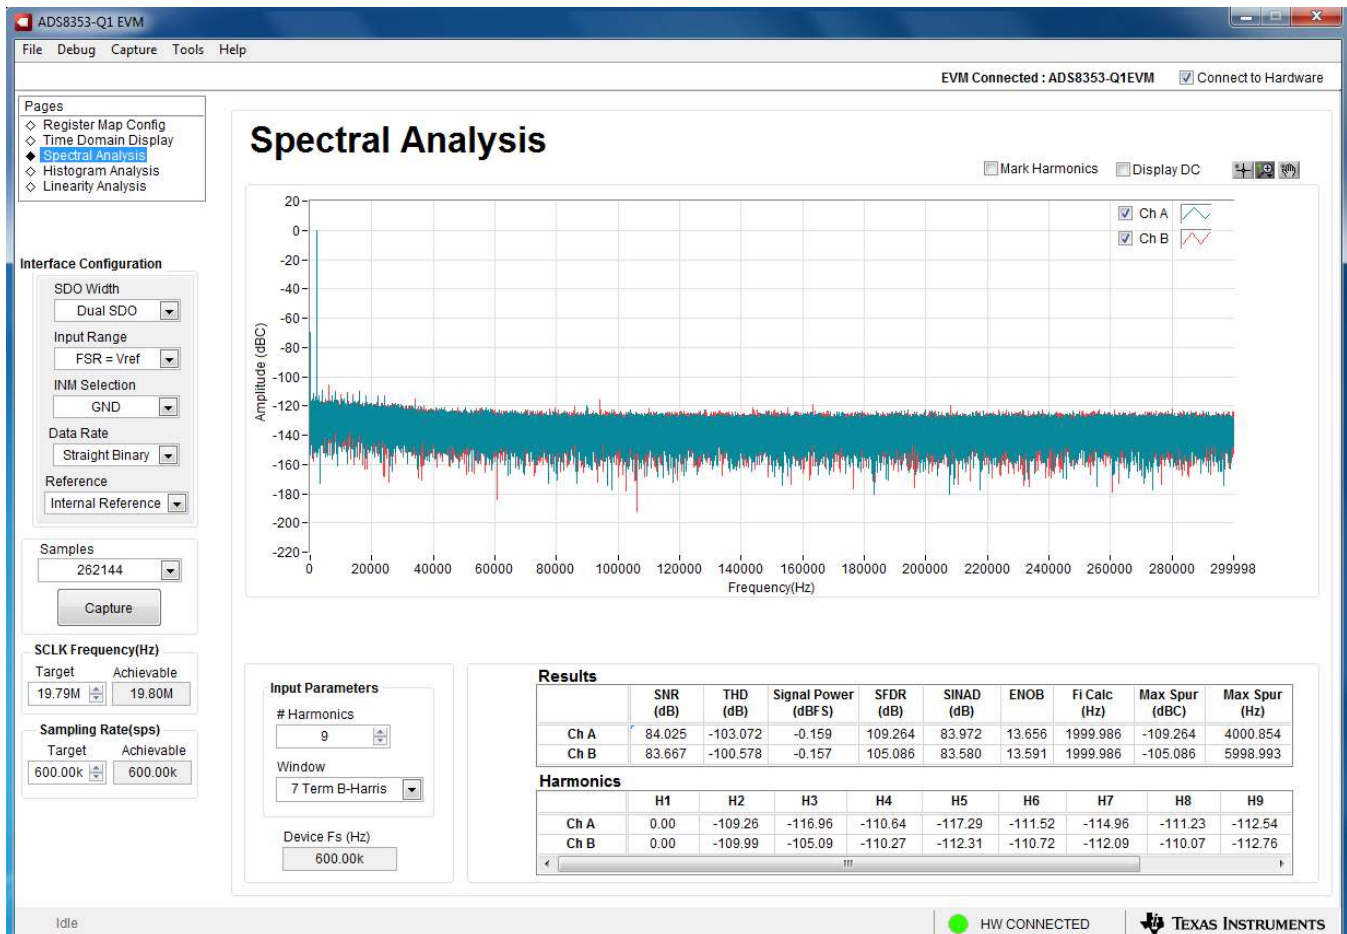 ADS8353-Q1 EVM
File Debug Capture Tools Help
EVM Connected : ADS8353-Q1EVM Connect to Hardware
Pages
Register Map Config
Time Domain Display
Spectral Analysis
Histogram Analysis
Linearity Analysis
Interface Configuration
SDO Width
Dual SDO
Input Range
FSR = Vref
INM Selection
GND
Data Rate
Straight Binary
Reference
Internal Reference
Samples
262144
Capture
SCLK Frequency(Hz)
Target Achievable
19.79M 19.80M
Sampling Rate(sps)
Target Achievable
600.00k 600.00k
Spectral Analysis
Mark Harmonics Display DC
Ch A
Ch B
Amplitude (dBC)
20
0
-20
-40
-60
-80
-100
-120
-140
-160
-180
-200
-220
0 20000 40000 60000 80000 100000 120000 140000 160000 180000 200000 220000 240000 260000 280000 299998
Frequency(Hz)
Input Parameters
# Harmonics
9
Window
7 Term B-Harris
Device Fs (Hz)
600.00k
Results
SNR (dB) THD (dB) Signal Power (dBFS) SFDR (dB) SINAD (dB) ENOB Fi Calc (Hz) Max Spur (dBC) Max Spur (Hz)
Ch A 84.025 -103.072 -0.159 109.264 83.972 13.656 1999.986 -109.264 4000.854
Ch B 83.667 -100.578 -0.157 105.086 83.580 13.591 1999.986 -105.086 5998.993
Harmonics
H1 H2 H3 H4 H5 H6 H7 H8 H9
Ch A 0.00 -109.26 -116.96 -110.64 -117.29 -111.52 -114.96 -111.23 -112.54
Ch B 0.00 -109.99 -105.09 -110.27 -112.31 -110.72 -112.09 -110.07 -112.76
Idle
HW CONNECTED
TEXAS INSTRUMENTS